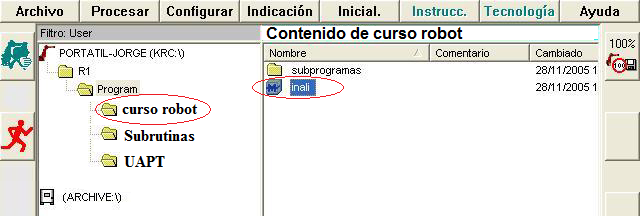 Archivo Procesar Configurar Indicación Inicial. Instrucc. Tecnología Ayuda
Filtro: User Contenido de curso robot
Nombre Comentario Cambiado 100%
PORTATIL-JORGE (KRC:\) subprogramas 28/11/2005 1
R1 inali 28/11/2005 1
Program
curso robot
Subrutinas
UAPT
(ARCHIVE:\)